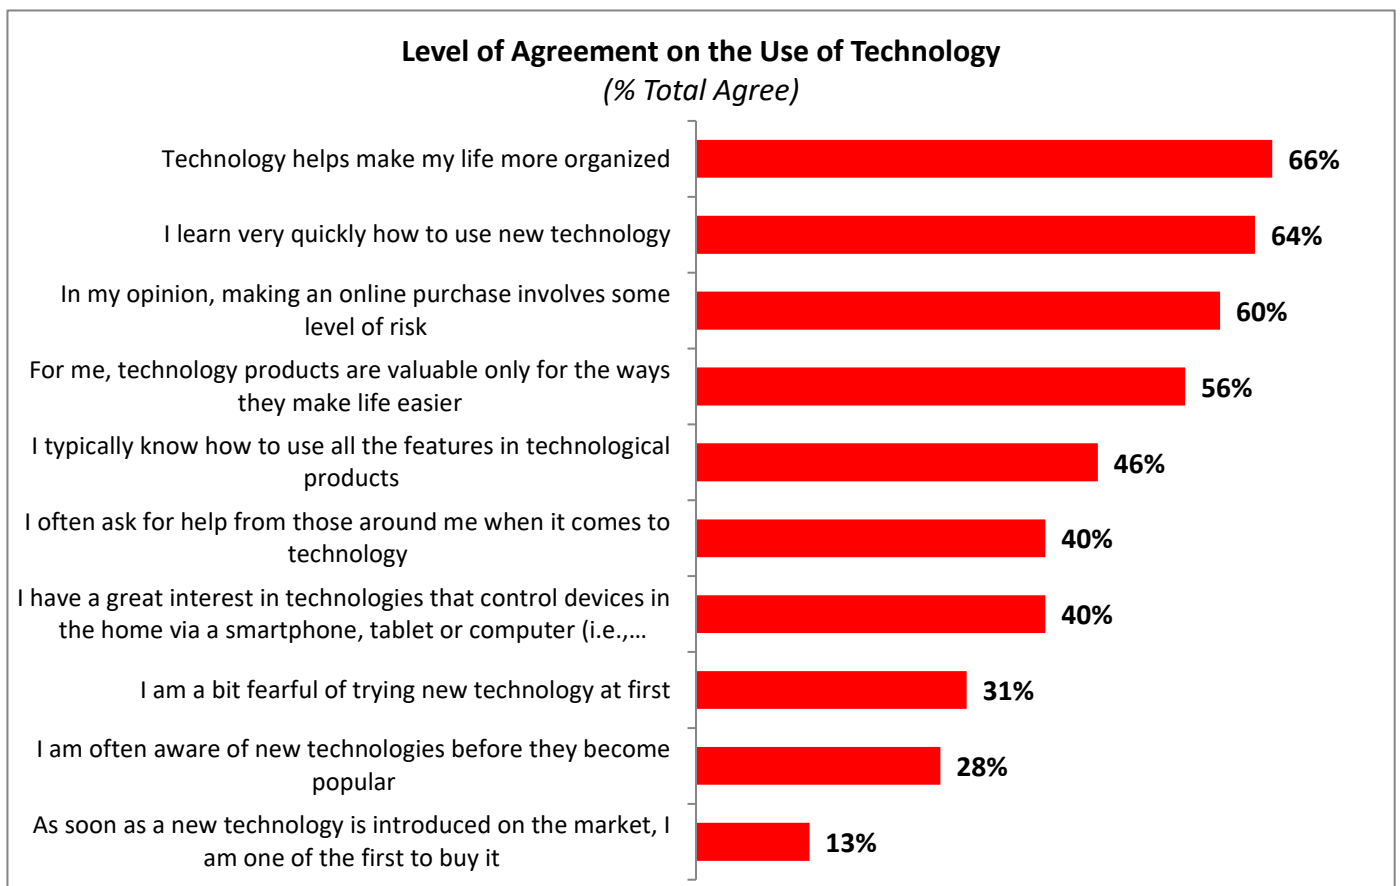 Level of Agreement on the Use of Technology
(% Total Agree)
Technology helps make my life more organized
66%
I learn very quickly how to use new technology
64%
In my opinion, making an online purchase involves some
level of risk
60%
For me, technology products are valuable only for the ways
they make life easier
56%
I typically know how to use all the features in technological
products
46%
I often ask for help from those around me when it comes to
technology
40%
I have a great interest in technologies that control devices in
the home via a smartphone, tablet or computer (i.e.,…
40%
I am a bit fearful of trying new technology at first
31%
I am often aware of new technologies before they become
popular
28%
As soon as a new technology is introduced on the market, I
am one of the first to buy it
13%